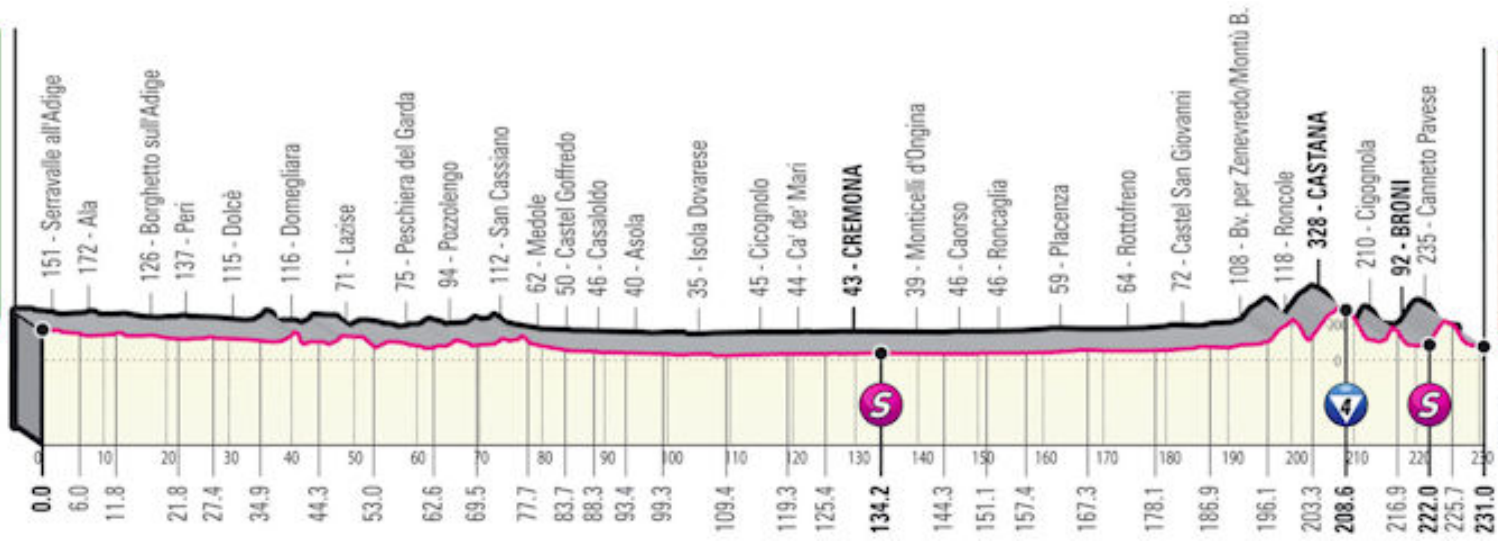 151 - Serravalle all'Adige
172 - Ala
126 - Borghetto sull'Adige
137 - Peri
115 - Dolcè
116 - Domegliara
71 - Lazise
75 - Peschiera del Garda
94 - Pozzolengo
112 - San Cassiano
62 - Medole
50 - Castel Goffredo
46 - Casaloldo
40 - Asola
35 - Isola Dovarese
45 - Cicognolo
44 - Ca' de' Mari
43 - CREMONA
39 - Monticelli d'Ongina
46 - Caorso
46 - Roncaglia
59 - Placenza
64 - Rottofreno
72 - Castel San Giovanni
108 - Bv. per Zenevredo/Montù B.
118 - Roncole
328 - CASTANA
210 - Cigognola
92 - BRONI
235 - Canneto Pavese
200
0
S
4
S
0 10 20 30 40 50 60 70 80 90 100 110 120 130 140 150 160 170 180 190 200 210 220 230
0.0 6.0 11.8 21.8 27.4 34.9 44.3 53.0 62.6 69.5 77.7 83.7 88.3 93.4 99.3 109.4 119.3 125.4 134.2 144.3 151.1 157.4 167.3 178.1 186.9 196.1 203.3 208.6 216.9 222.0 225.7 231.0